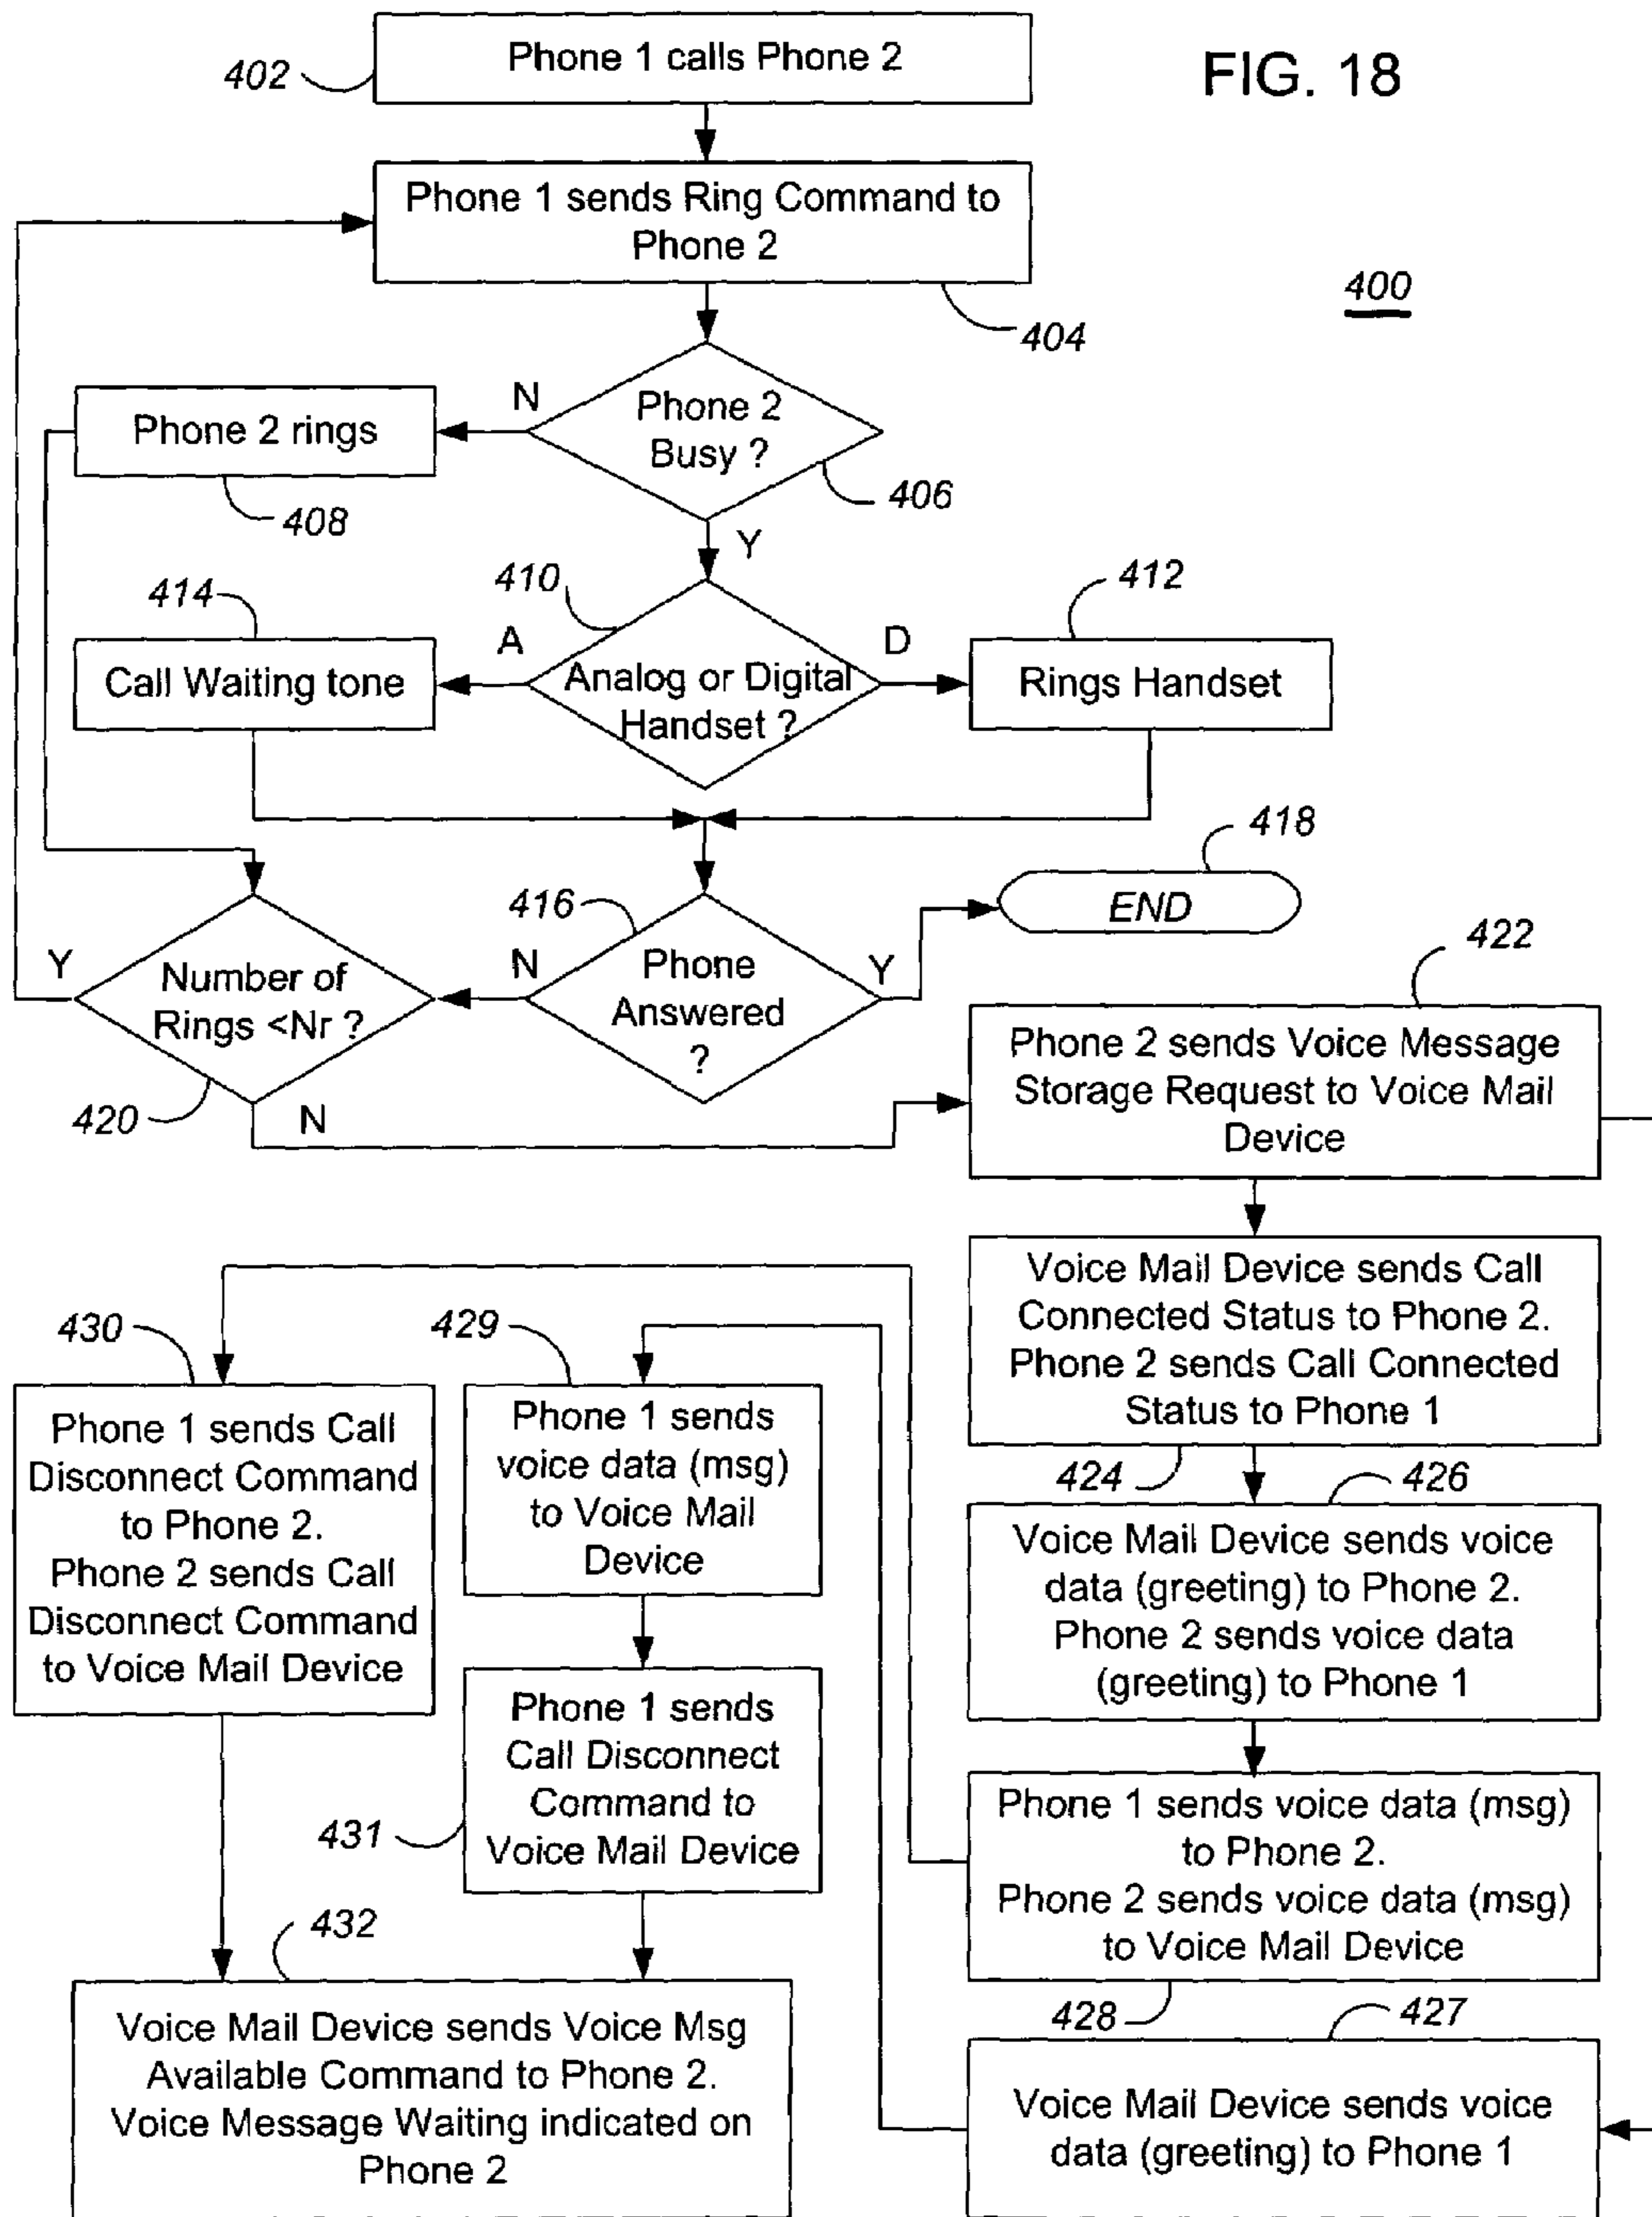 FIG. 18
400
402
Phone 1 calls Phone 2
Phone 1 sends Ring Command to
Phone 2
404
Phone 2
Busy ?
406
N
Y
Phone 2 rings
408
410
Analog or Digital
Handset ?
A
D
414
Call Waiting tone
412
Rings Handset
416
Phone
Answered
?
N
Y
418
END
Number of
Rings <Nr ?
Y
N
420
422
Phone 2 sends Voice Message
Storage Request to Voice Mail
Device
Voice Mail Device sends Call
Connected Status to Phone 2.
Phone 2 sends Call Connected
Status to Phone 1
424
426
Voice Mail Device sends voice
data (greeting) to Phone 2.
Phone 2 sends voice data
(greeting) to Phone 1
Phone 1 sends voice data (msg)
to Phone 2.
Phone 2 sends voice data (msg)
to Voice Mail Device
428
427
Voice Mail Device sends voice
data (greeting) to Phone 1
429
Phone 1 sends
voice data (msg)
to Voice Mail
Device
430
Phone 1 sends Call
Disconnect Command
to Phone 2.
Phone 2 sends Call
Disconnect Command
to Voice Mail Device
431
Phone 1 sends
Call Disconnect
Command to
Voice Mail Device
432
Voice Mail Device sends Voice Msg
Available Command to Phone 2.
Voice Message Waiting indicated on
Phone 2